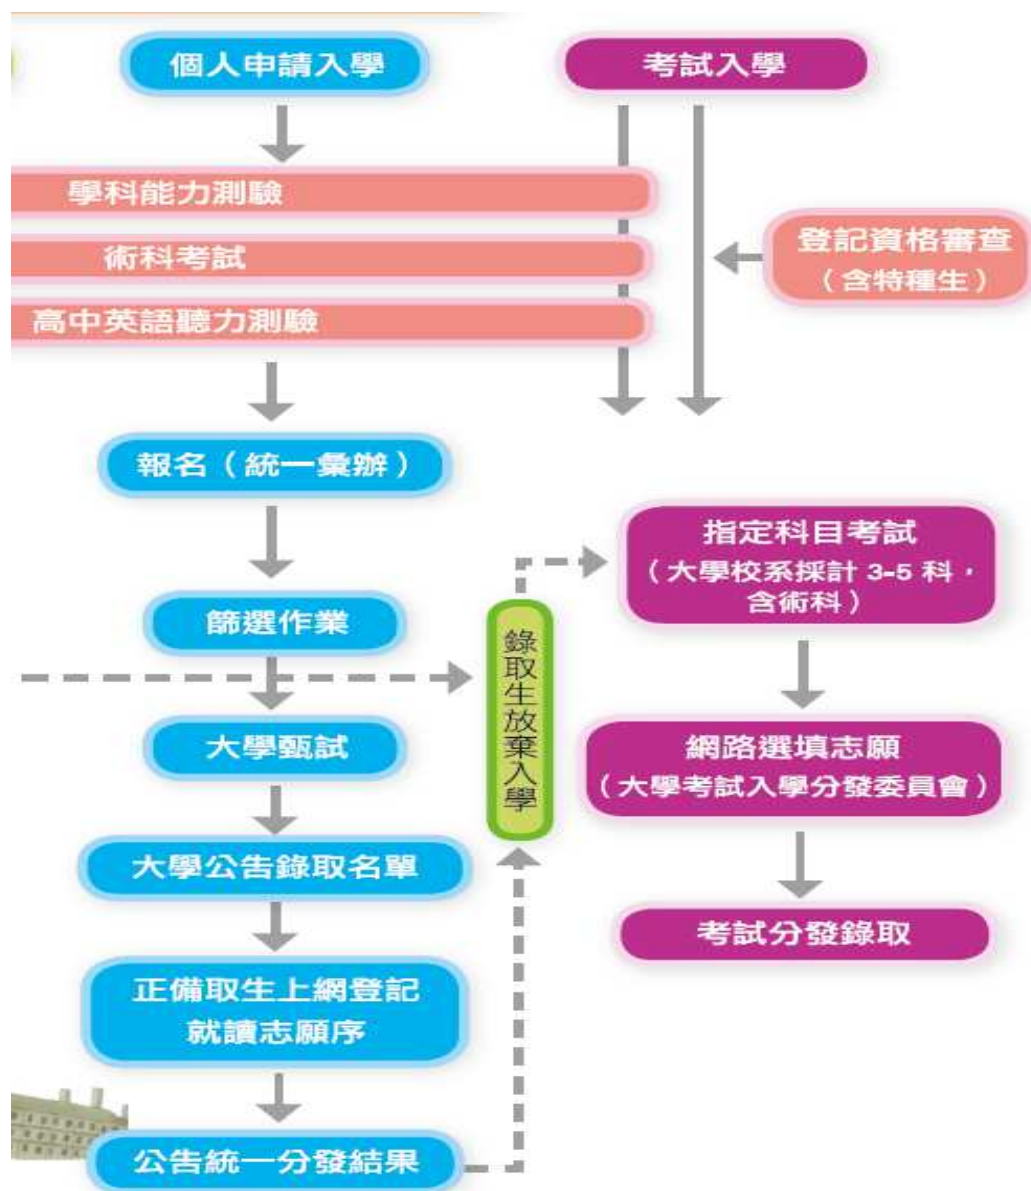 個人申請入學
考試入學
學科能力測驗
術科考試
高中英語聽力測驗
登記資格審查
（含特種生）
報名（統一彙辦）
篩選作業
大學甄試
大學公告錄取名單
正備取生上網登記
就讀志願序
公告統一分發結果
錄取生放棄入學
指定科目考試
（大學校系採計 3-5 科，
含術科）
網路選填志願
（大學考試入學分發委員會）
考試分發錄取